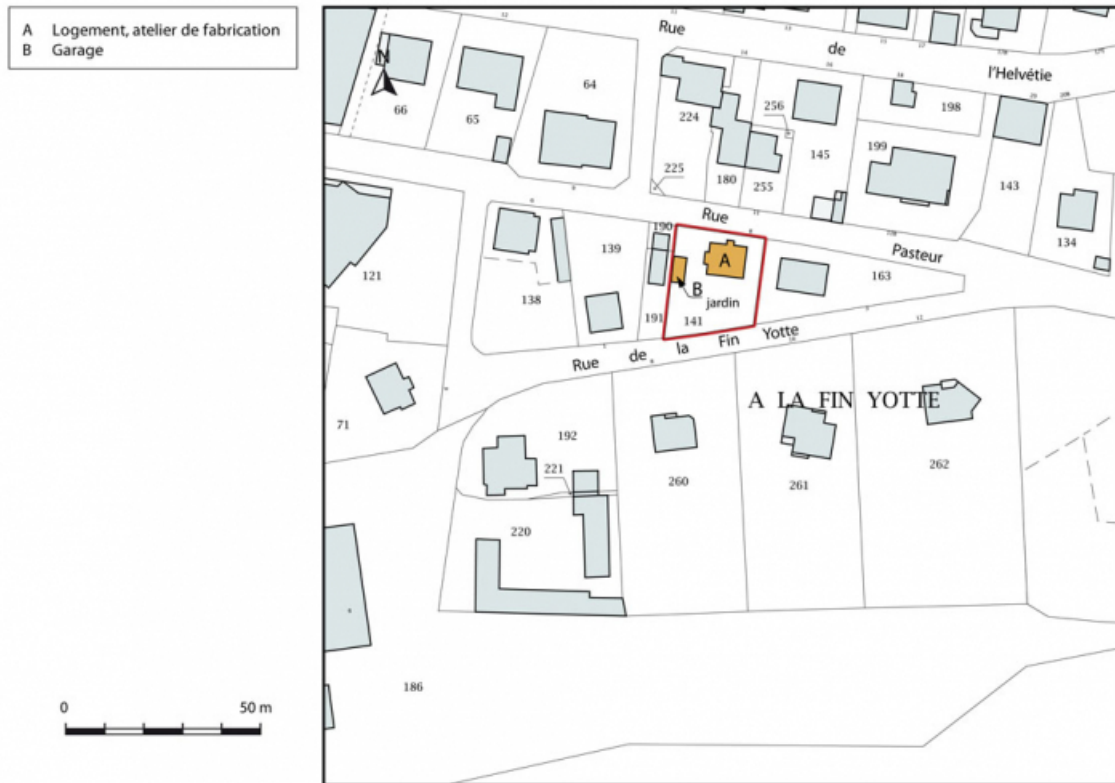 A Logement, atelier de fabrication
B Garage
N
Rue de l'Helvétie
66
65
64
224
256
145
198
199
143
134
225
180
255
Rue Pasteur
190
139
138
121
A
B
jardin
141
191
163
Rue de la Fin Yotte
A LA FIN YOTTE
71
192
221
260
261
262
220
186
0 50 m